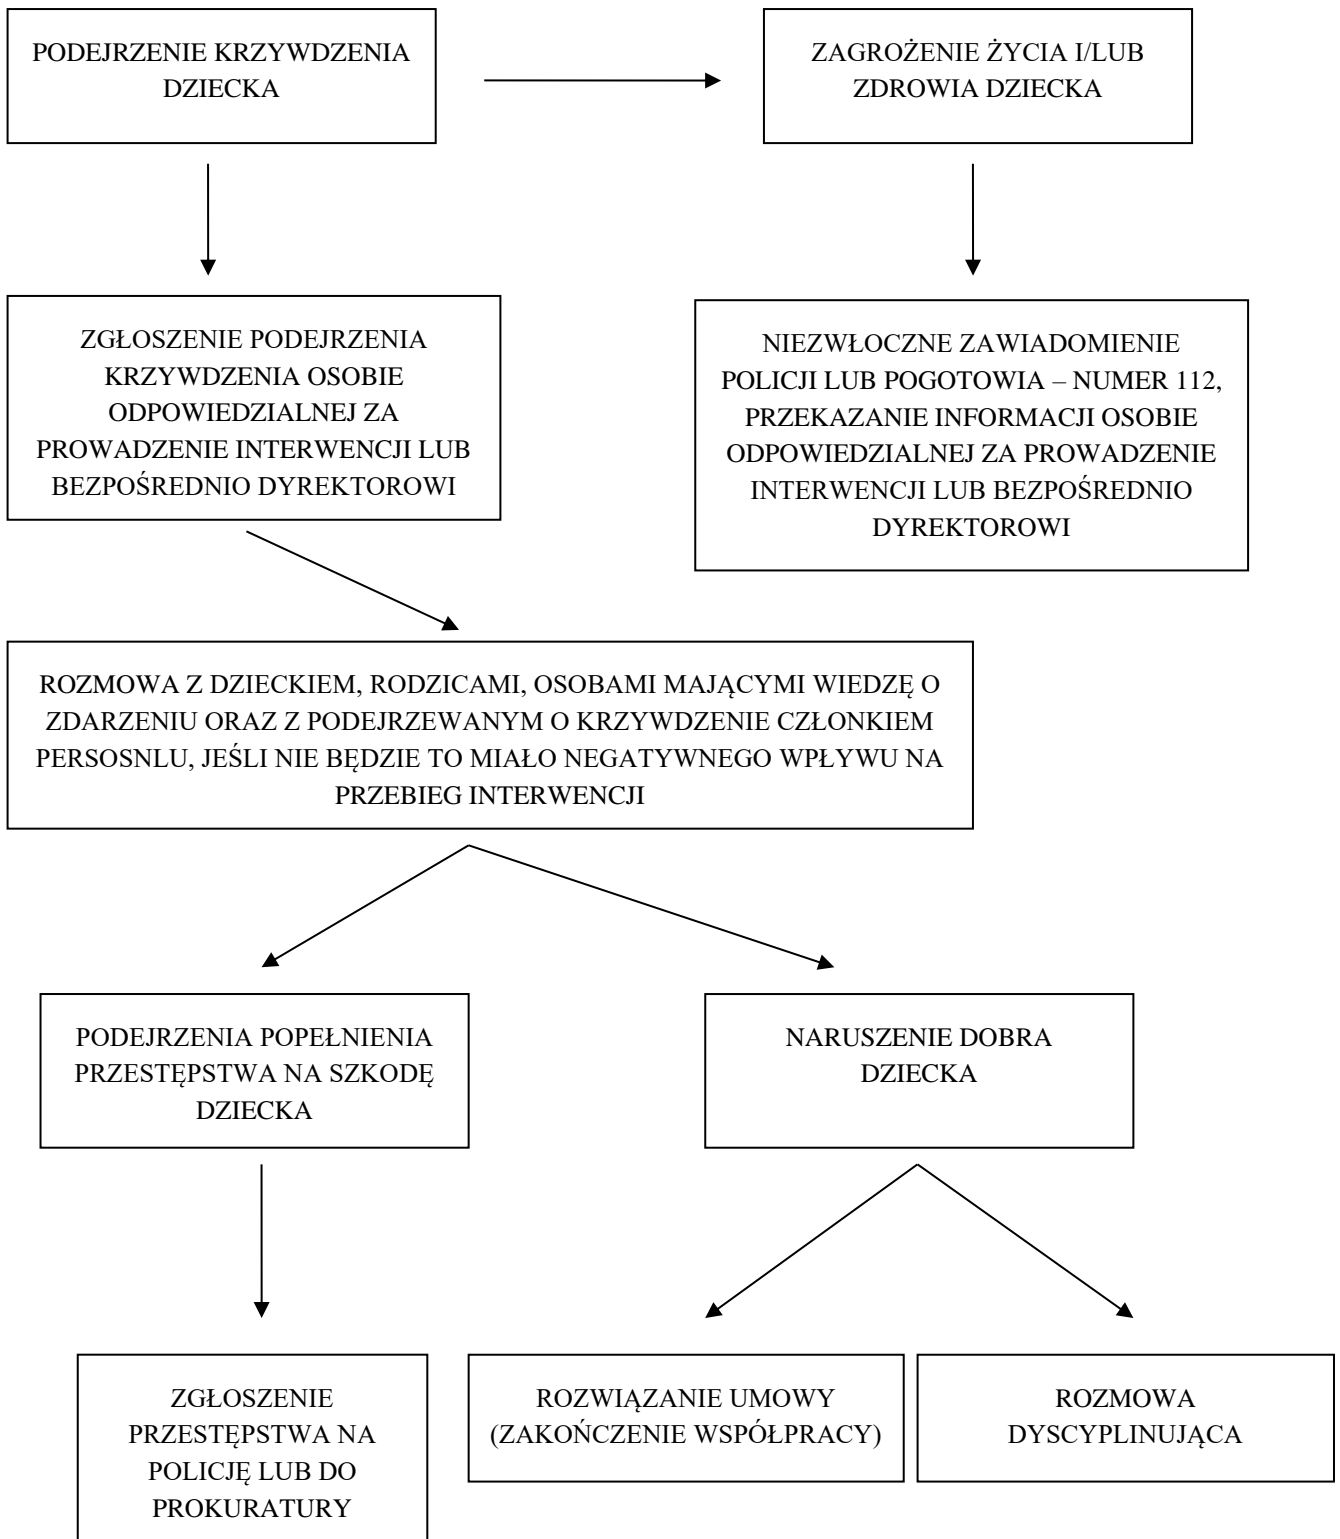 PODEJRZENIE KRZYWDZENIA
DZIECKA
ZAGROŻENIE ŻYCIA I/LUB
ZDROWIA DZIECKA
ZGŁOSZENIE PODEJRZENIA
KRZYWDZENIA OSOBIE
ODPOWIEDZIALNEJ ZA
PROWADZENIE INTERWENCJI LUB
BEZPOŚREDNIO DYREKTOROWI
NIEZWŁOCZNE ZAWIADOMIENIE
POLICJI LUB POGOTOWIA – NUMER 112,
PRZEKAZANIE INFORMACJI OSOBIE
ODPOWIEDZIALNEJ ZA PROWADZENIE
INTERWENCJI LUB BEZPOŚREDNIO
DYREKTOROWI
ROZMOWA Z DZIECKIEM, RODZICAMI, OSOBAMI MAJĄCYMI WIEDZĘ O
ZDARZENIU ORAZ Z PODEJRZEWANYM O KRZYWDZENIE CZŁONKIEM
PERSOSNLU, JEŚLI NIE BĘDZIE TO MIAŁO NEGATYWNEGO WPŁYWU NA
PRZEBIEG INTERWENCJI
PODEJRZENIA POPEŁNIENIA
PRZESTĘPSTWA NA SZKODĘ
DZIECKA
NARUSZENIE DOBRA
DZIECKA
ZGŁOSZENIE
PRZESTĘPSTWA NA
POLICJĘ LUB DO
PROKURATURY
ROZWIĄZANIE UMOWY
(ZAKOŃCZENIE WSPÓŁPRACY)
ROZMOWA
DYSCYPLINUJĄCA